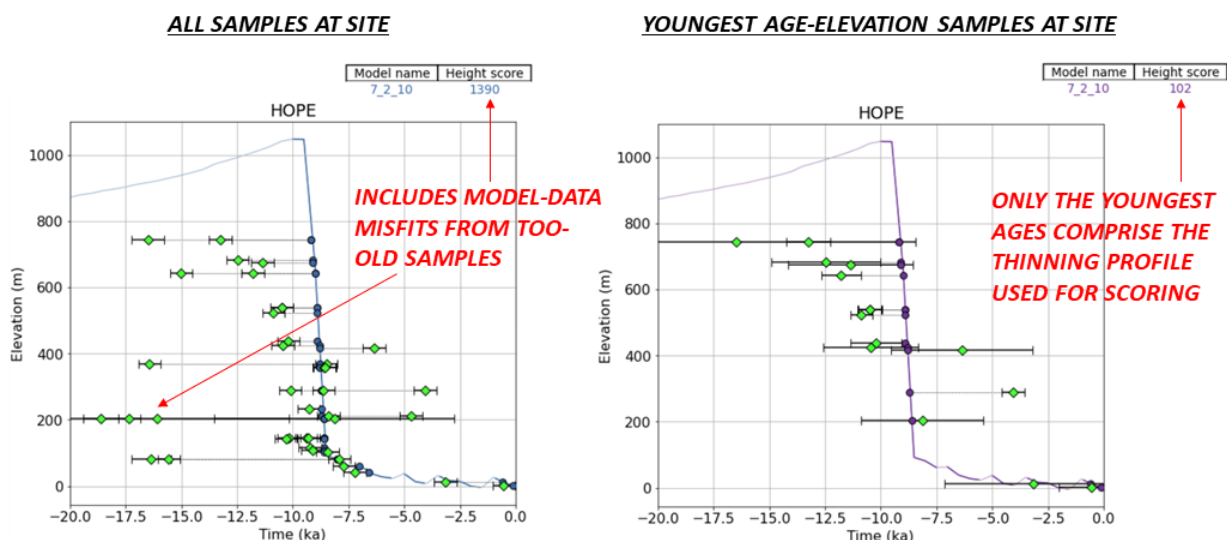 ALL SAMPLES AT SITE
YOUNGEST AGE-ELEVATION SAMPLES AT SITE
Model name Height score
7_2_10 1390
HOPE
1000
800
600
400
200
0
Elevation (m)
-20.0 -17.5 -15.0 -12.5 -10.0 -7.5 -5.0 -2.5 0.0
Time (ka)
INCLUDES MODEL-DATA
MISFITS FROM TOO-
OLD SAMPLES
Model name Height score
7_2_10 102
HOPE
1000
800
600
400
200
0
Elevation (m)
-20.0 -17.5 -15.0 -12.5 -10.0 -7.5 -5.0 -2.5 0.0
Time (ka)
ONLY THE YOUNGEST
AGES COMPRISE THE
THINNING PROFILE
USED FOR SCORING